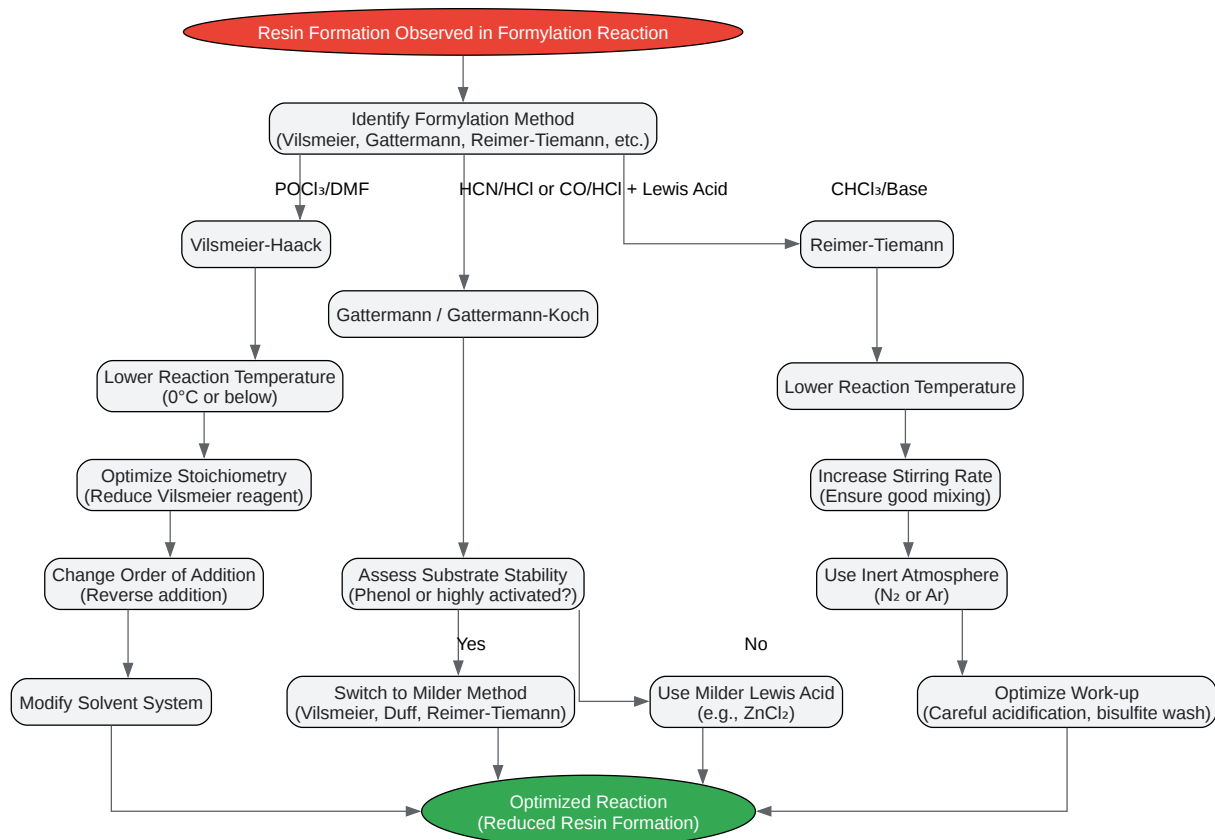 Resin Formation Observed in Formylation Reaction
Identify Formylation Method
(Vilsmeier, Gattermann, Reimer-Tiemann, etc.)
POCl₃/DMF
HCN/HCl or CO/HCl + Lewis Acid
CHCl₃/Base
Vilsmeier-Haack
Reimer-Tiemann
Gattermann / Gattermann-Koch
Lower Reaction Temperature
(0°C or below)
Lower Reaction Temperature
Optimize Stoichiometry
(Reduce Vilsmeier reagent)
Increase Stirring Rate
(Ensure good mixing)
Change Order of Addition
(Reverse addition)
Assess Substrate Stability
(Phenol or highly activated?)
Use Inert Atmosphere
(N₂ or Ar)
Yes
No
Modify Solvent System
Switch to Milder Method
(Vilsmeier, Duff, Reimer-Tiemann)
Use Milder Lewis Acid
(e.g., ZnCl₂)
Optimize Work-up
(Careful acidification, bisulfite wash)
Optimized Reaction
(Reduced Resin Formation)